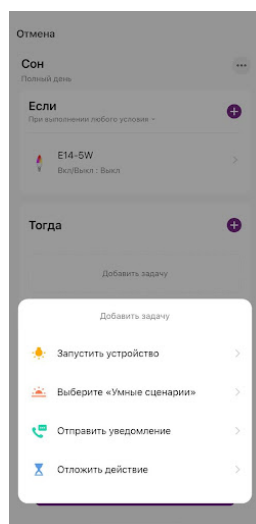 Отмена
Сон
Полный день
Если
При выполнении любого условия
E14-5W
Вкл/Выкл : Выкл
Тогда
Добавить задачу
Добавить задачу
Запустить устройство
Выберите «Умные сценарии»
Отправить уведомление
Отложить действие